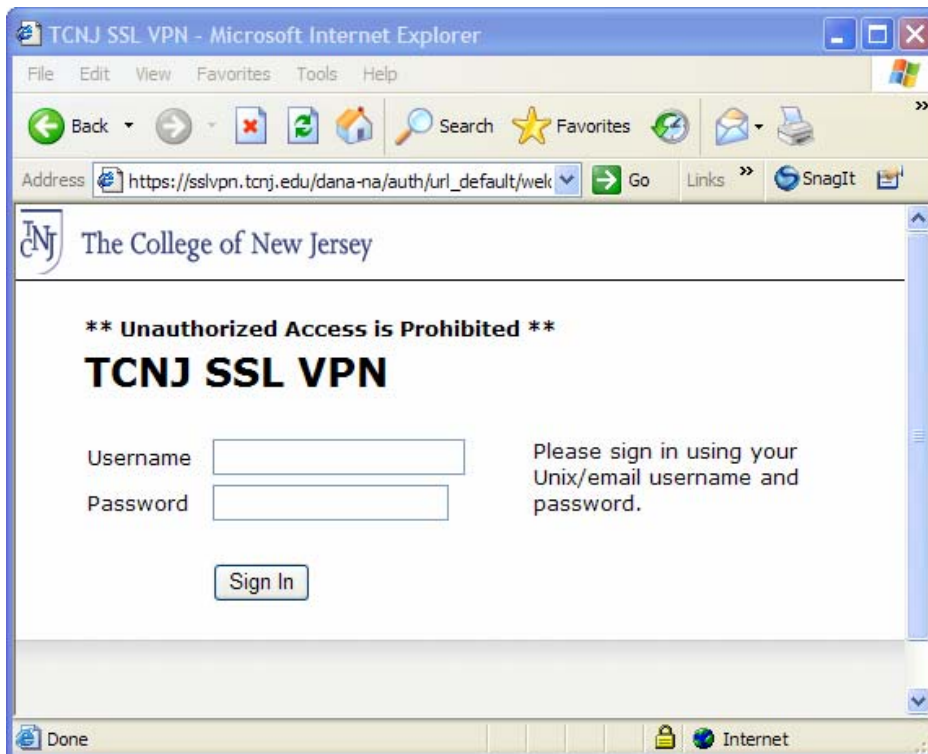 TCNJ SSL VPN - Microsoft Internet Explorer
File Edit View Favorites Tools Help
Back Search Favorites »
Address https://sslvpn.tcnj.edu/dana-na/auth/url_default/welc Go Links » SnagIt
TCNJ The College of New Jersey
** Unauthorized Access is Prohibited **
TCNJ SSL VPN
Username
Password
Please sign in using your
Unix/email username and
password.
Sign In
Done Internet